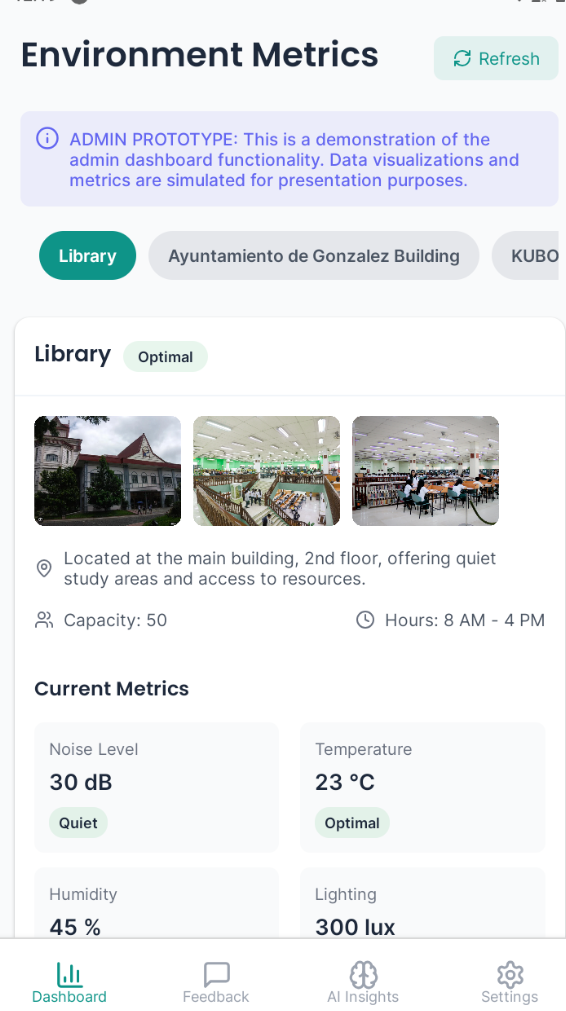 Environment Metrics
Refresh
ADMIN PROTOTYPE: This is a demonstration of the
admin dashboard functionality. Data visualizations and
metrics are simulated for presentation purposes.
Library
Ayuntamiento de Gonzalez Building
KUBO
Library
Optimal
Located at the main building, 2nd floor, offering quiet
study areas and access to resources.
Capacity: 50
Hours: 8 AM - 4 PM
Current Metrics
Noise Level
30 dB
Quiet
Temperature
23 °C
Optimal
Humidity
45 %
Lighting
300 lux
Dashboard
Feedback
AI Insights
Settings